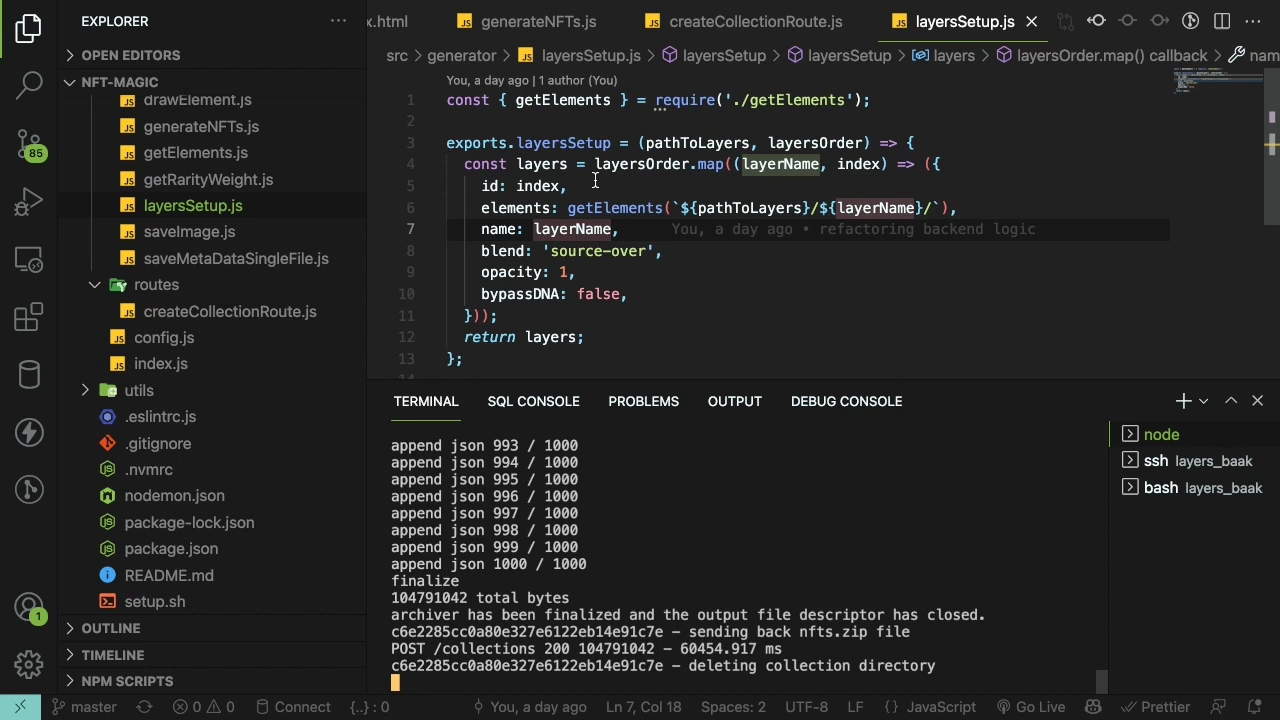 EXPLORER
OPEN EDITORS
NFT-MAGIC
drawElement.js
generateNFTs.js
getElements.js
getRarityWeight.js
layersSetup.js
saveImage.js
saveMetaDataSingleFile.js
routes
createCollectionRoute.js
config.js
index.js
utils
.eslintrc.js
.gitignore
.nvmrc
nodemon.json
package-lock.json
package.json
README.md
setup.sh
OUTLINE
TIMELINE
NPM SCRIPTS
85
1
x.html generateNFTs.js createCollectionRoute.js layersSetup.js
src > generator > layersSetup.js > layersSetup > layersSetup > layers > layersOrder.map() callback > nam
You, a day ago | 1 author (You)
1 const { getElements } = require('./getElements');
2
3 exports.layersSetup = (pathToLayers, layersOrder) => {
4 const layers = layersOrder.map((layerName, index) => ({
5 id: index,
6 elements: getElements(`${pathToLayers}/${layerName}/`),
7 name: layerName, You, a day ago • refactoring backend logic
8 blend: 'source-over',
9 opacity: 1,
10 bypassDNA: false,
11 }));
12 return layers;
13 };
14
TERMINAL SQL CONSOLE PROBLEMS OUTPUT DEBUG CONSOLE
append json 993 / 1000
append json 994 / 1000
append json 995 / 1000
append json 996 / 1000
append json 997 / 1000
append json 998 / 1000
append json 999 / 1000
append json 1000 / 1000
finalize
104791042 total bytes
archiver has been finalized and the output file descriptor has closed.
c6e2285cc0a80e327e6122eb14e91c7e – sending back nfts.zip file
POST /collections 200 104791042 – 60454.917 ms
c6e2285cc0a80e327e6122eb14e91c7e – deleting collection directory
node
ssh layers_baak
bash layers_baak
master 0 0 Connect {..} : 0 You, a day ago Ln 7, Col 18 Spaces: 2 UTF-8 LF {} JavaScript Go Live Prettier